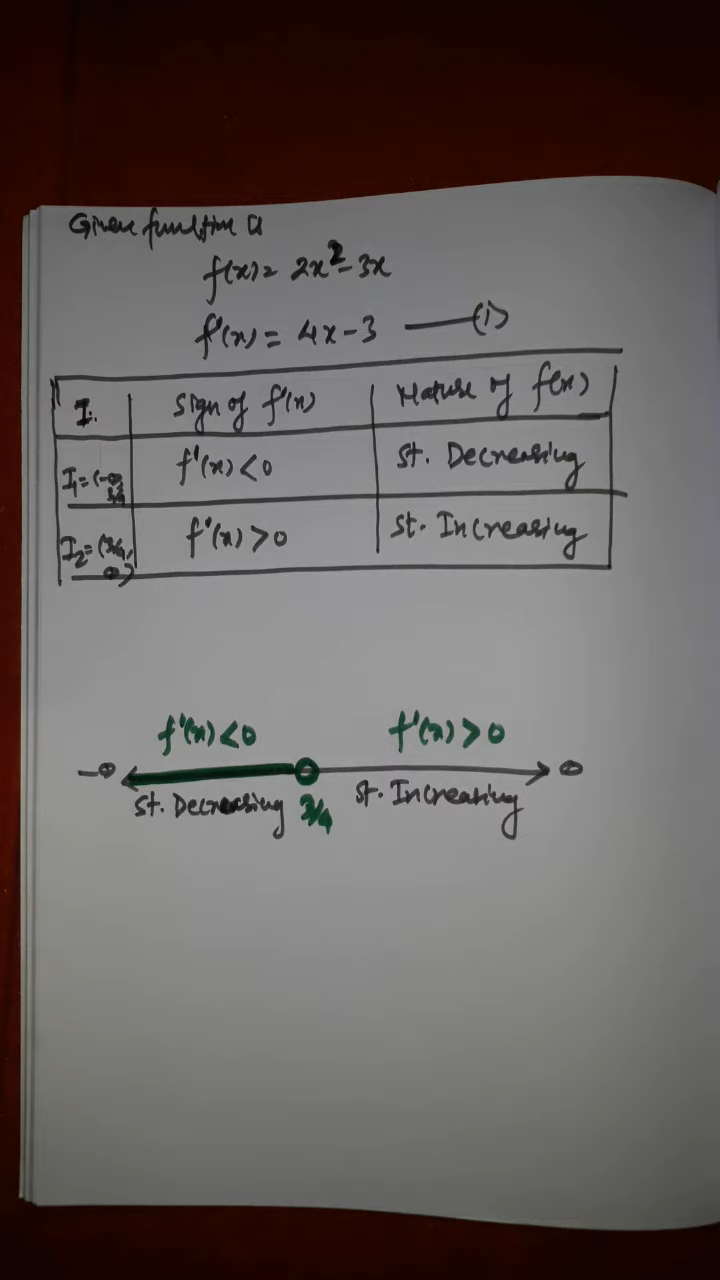 Given function is
f(x) = 2x² - 3x
f'(x) = 4x - 3 —(1)
I. Sign of f'(x) Nature of f(x)
I₁ = (-∞, 3/4) f'(x) < 0 St. Decreasing
I₂ = (3/4, ∞) f'(x) > 0 St. Increasing
f'(x) < 0 f'(x) > 0
-∞ ∞
St. Decreasing 3/4 St. Increasing